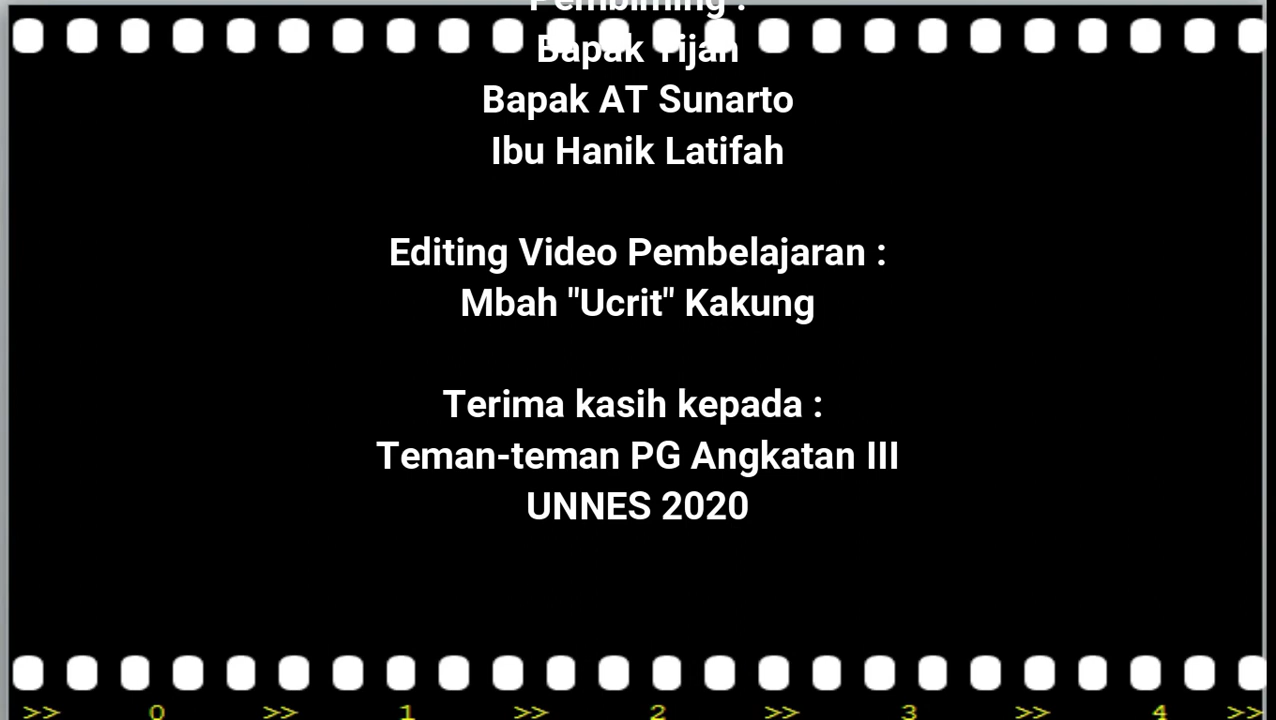 Pembimbing :
Bapak Tijan
Bapak AT Sunarto
Ibu Hanik Latifah
Editing Video Pembelajaran :
Mbah "Ucrit" Kakung
Terima kasih kepada :
Teman-teman PG Angkatan III
UNNES 2020
>> 0 >> 1 >> 2 >> 3 >> 4 >>